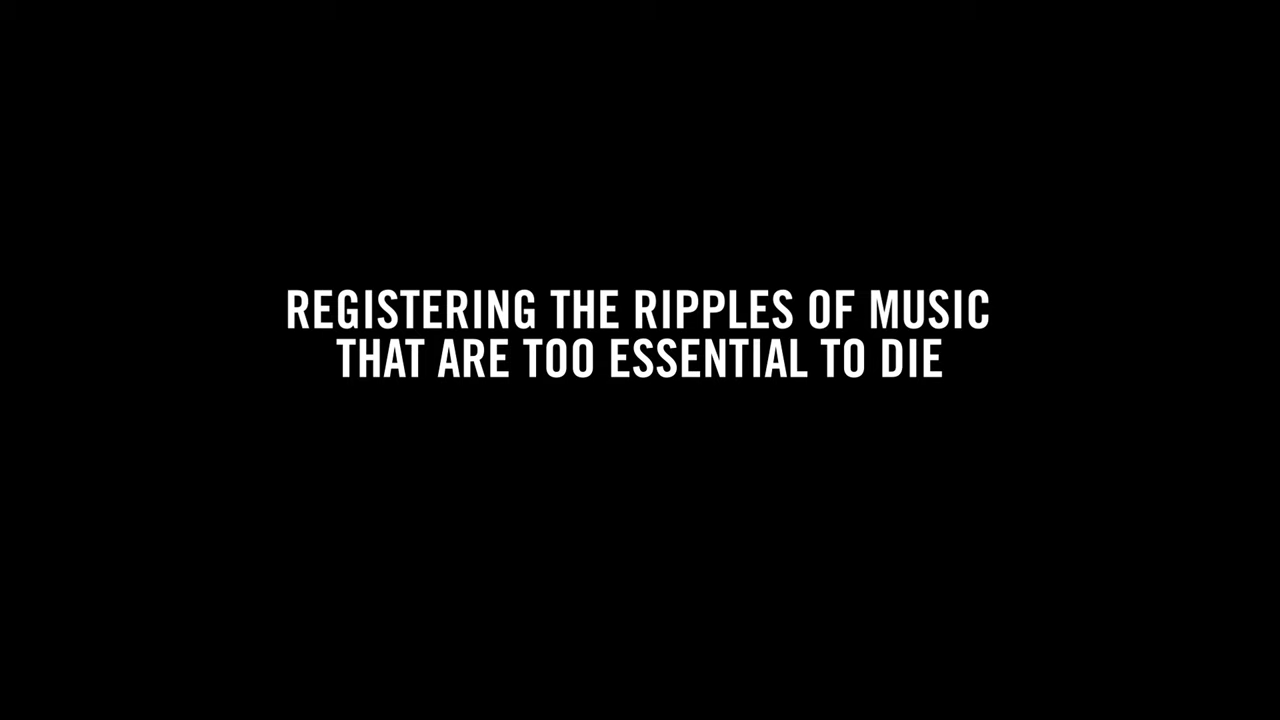 REGISTERING THE RIPPLES OF MUSIC
THAT ARE TOO ESSENTIAL TO DIE